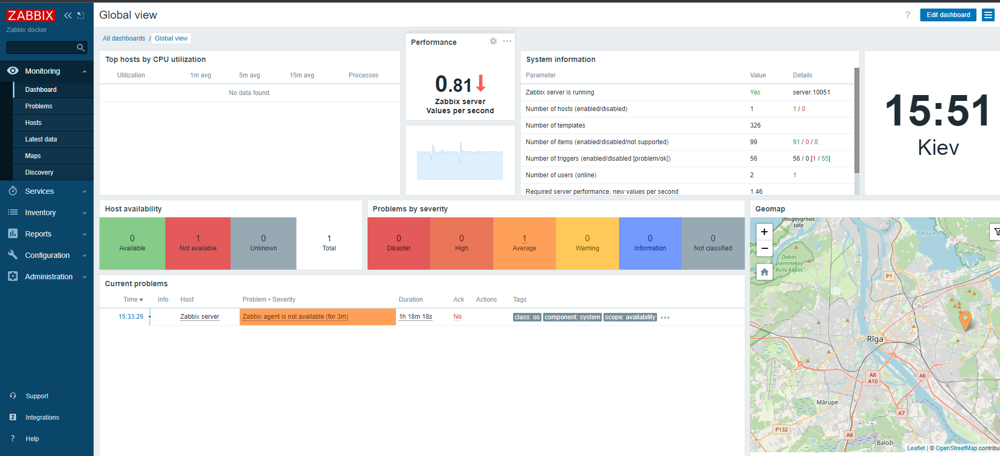 ZABBIX
Zabbix docker
Monitoring
Dashboard
Problems
Hosts
Latest data
Maps
Discovery
Services
Inventory
Reports
Configuration
Administration
Support
Integrations
? Help
Global view
? Edit dashboard
All dashboards / Global view
Top hosts by CPU utilization
Utilization 1m avg 5m avg 15m avg Processes
No data found.
Performance
0.81
Zabbix server
Values per second
System information
Parameter Value Details
Zabbix server is running Yes server:10051
Number of hosts (enabled/disabled) 1 1 / 0
Number of templates 326
Number of items (enabled/disabled/not supported) 99 91 / 0 / 8
Number of triggers (enabled/disabled [problem/ok]) 56 56 / 0 [1 / 55]
Number of users (online) 2 1
Required server performance, new values per second 1.46
15:51
Kiev
Host availability
0 Available
1 Not available
0 Unknown
1 Total
Problems by severity
0 Disaster
0 High
1 Average
0 Warning
0 Information
0 Not classified
Current problems
Time Info Host Problem • Severity Duration Ack Actions Tags
15:33:26 Zabbix server Zabbix agent is not available (for 3m) 1h 18m 18s No class: os component: system scope: availability
Geomap
+
−
Daugavgrīvas
sala
Ķīšezers
Dabas
piemineklis
"Buļļu kāpas"
P1
Rīga
Rīga
A8
A10
A6
Mārupe
A7
P132
A8
Baloži
Leaflet | © OpenStreetMap contribu